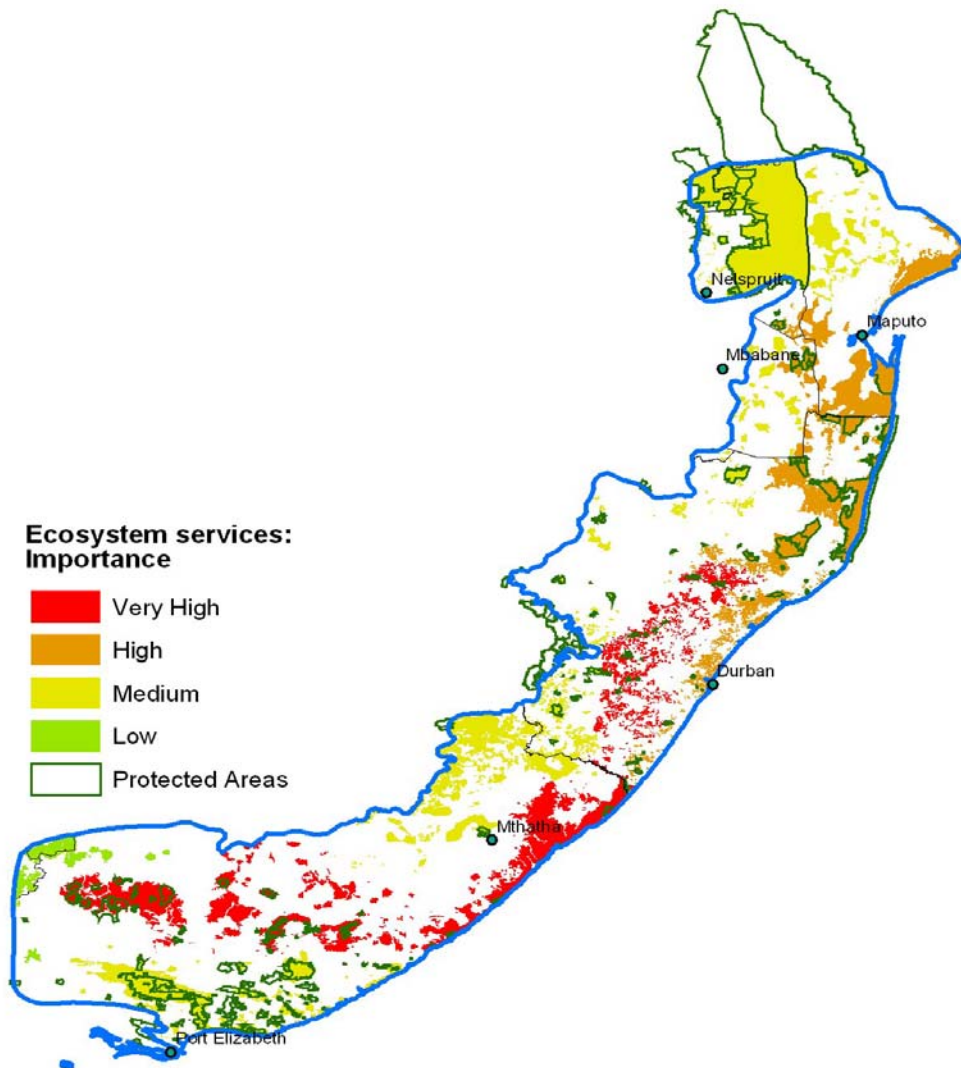 Nelspruit
Maputo
Mbabane
Ecosystem services:
Importance
Very High
High
Medium
Low
Protected Areas
Durban
Mthatha
Port Elizabeth